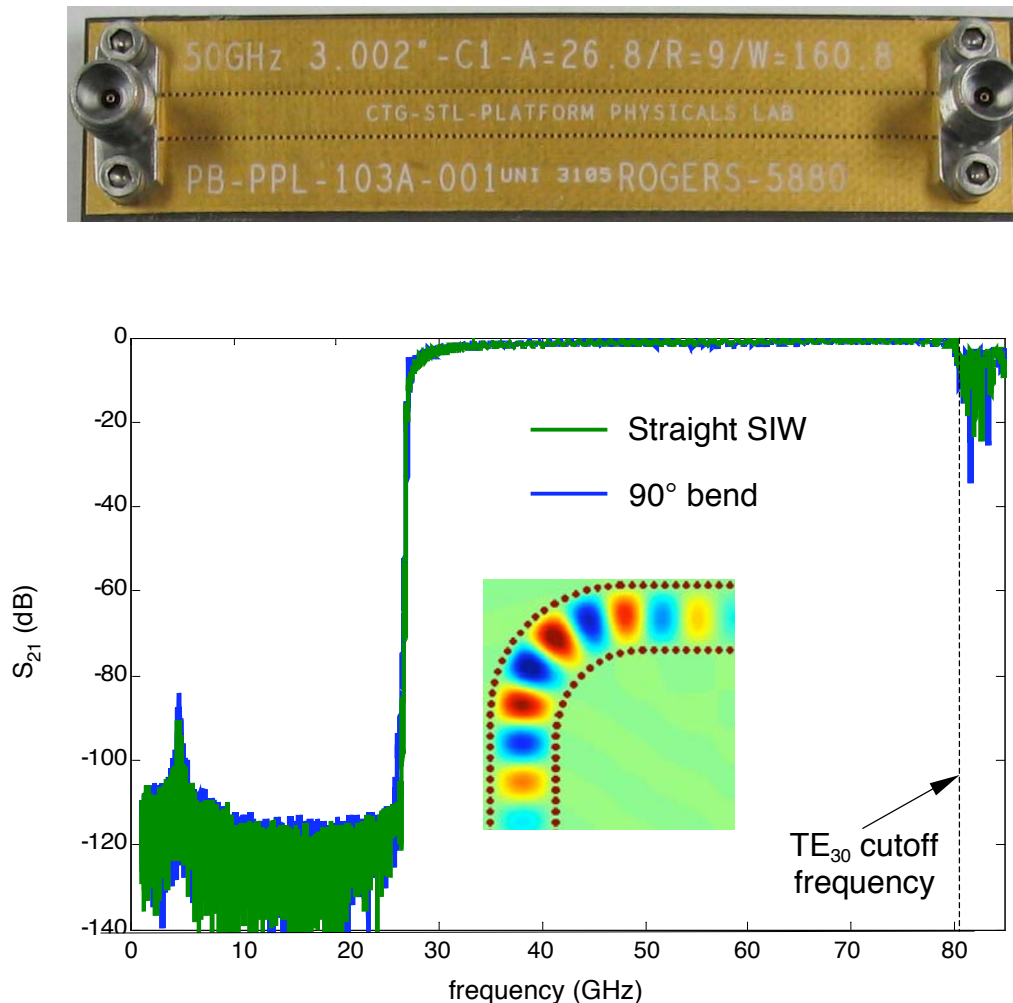 50GHz 3.002"-C1-A=26.8/R=9/W=160.8
CTG-STL-PLATFORM PHYSICALS LAB
PB-PPL-103A-001 UNI 3105 ROGERS-5880
0
-20
-40
-60
-80
-100
-120
-140
S21 (dB)
Straight SIW
90° bend
TE30 cutoff
frequency
0 10 20 30 40 50 60 70 80
frequency (GHz)